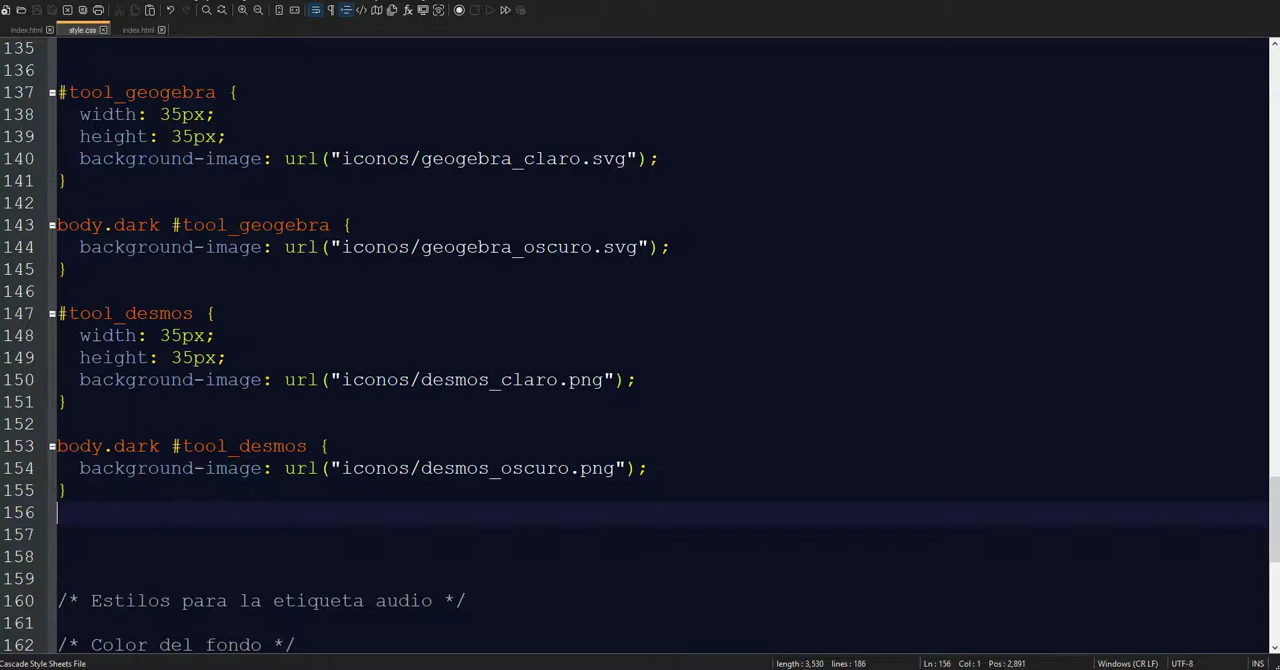 index.html style.css index.html
135
136
137 #tool_geogebra {
138 width: 35px;
139 height: 35px;
140 background-image: url("iconos/geogebra_claro.svg");
141 }
142
143 body.dark #tool_geogebra {
144 background-image: url("iconos/geogebra_oscuro.svg");
145 }
146
147 #tool_desmos {
148 width: 35px;
149 height: 35px;
150 background-image: url("iconos/desmos_claro.png");
151 }
152
153 body.dark #tool_desmos {
154 background-image: url("iconos/desmos_oscuro.png");
155 }
156
157
158
159
160 /* Estilos para la etiqueta audio */
161
162 /* Color del fondo */
Cascade Style Sheets File length : 3,530 lines : 186 Ln : 156 Col : 1 Pos : 2,891 Windows (CR LF) UTF-8 INS